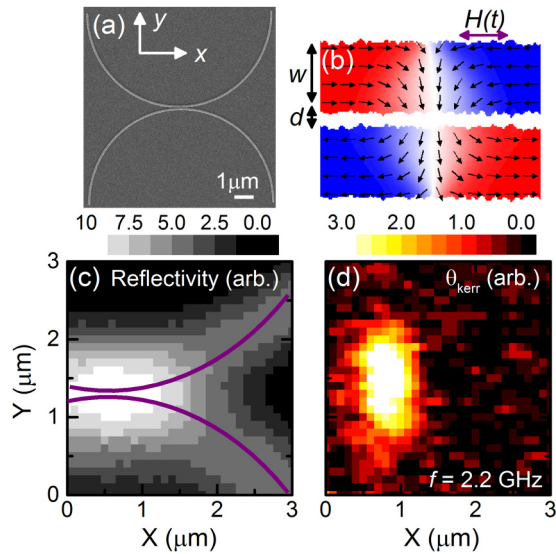 (a)
y
x
1μm
H(t)
(b)
w
d
10 7.5 5.0 2.5 0.0
3.0 2.0 1.0 0.0
(c) Reflectivity (arb.)
(d) θkerr (arb.)
3
2
1
0
Y (μm)
0 1 2 3
X (μm)
f = 2.2 GHz
0 1 2 3
X (μm)